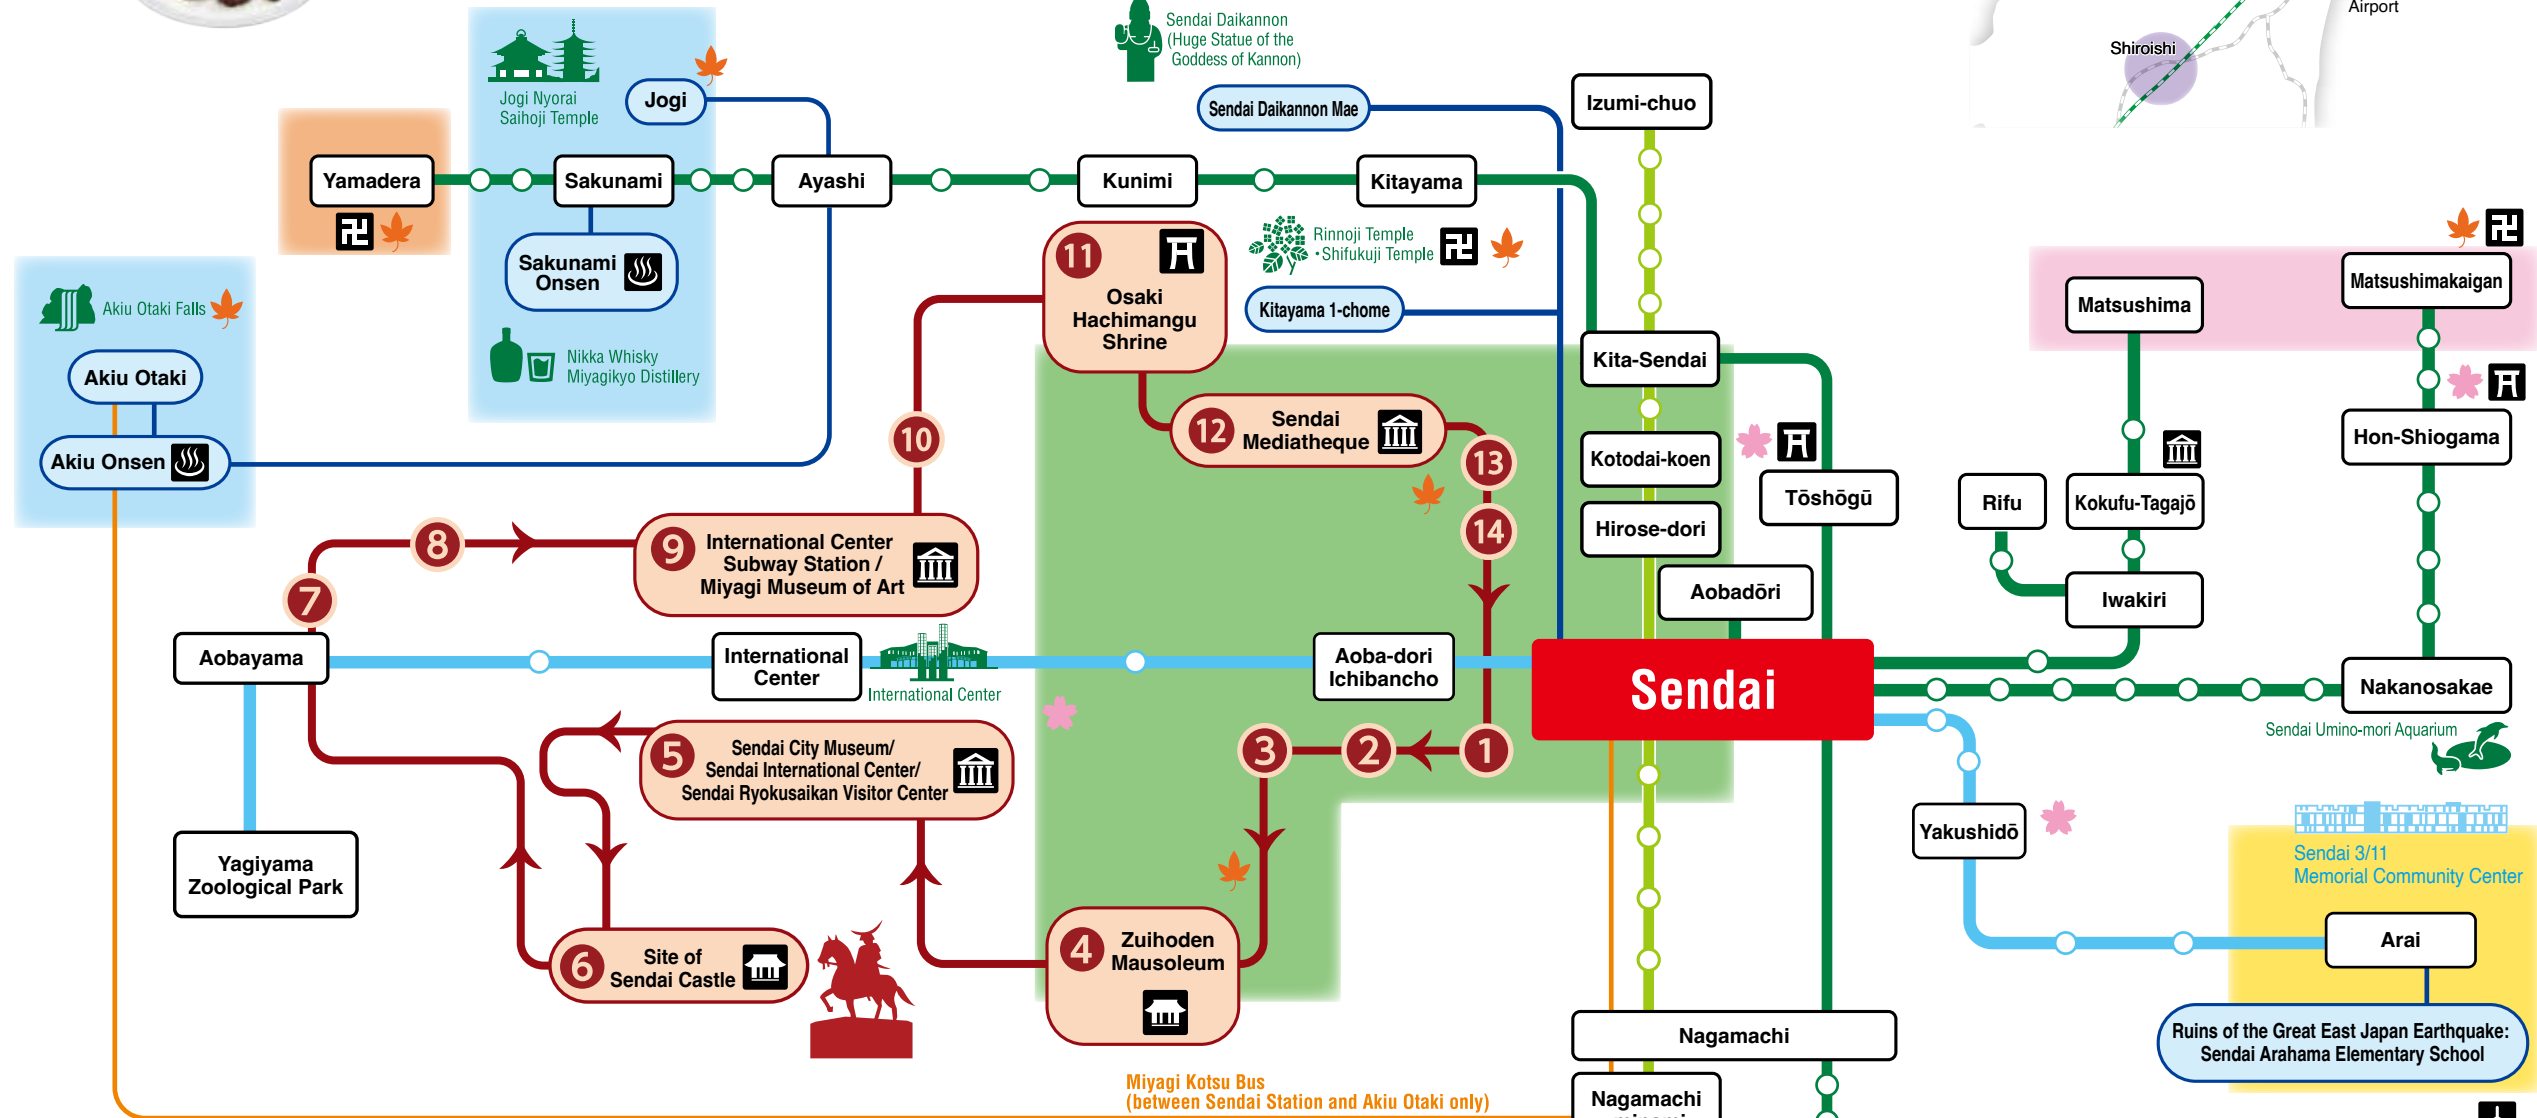 Airport
Shiroishi
Sendai Daikannon
(Huge Statue of the
Goddess of Kannon)
Jogi Nyorai
Saihoji Temple
Jogi
Sendai Daikannon Mae
Izumi-chuo
Yamadera
Sakunami
Ayashi
Kunimi
Kitayama
卍
Sakunami
Onsen
11
Osaki
Hachimangu
Shrine
Rinnoji Temple
・Shifukuji Temple
卍
卍
Matsushimakaigan
Matsushima
Akiu Otaki Falls
Kitayama 1-chome
Nikka Whisky
Miyagikyo Distillery
Kita-Sendai
Akiu Otaki
Akiu Onsen
10
12
Sendai
Mediatheque
13
Kotodai-koen
Hon-Shiogama
Tōshōgū
Rifu
Kokufu-Tagajō
8
9
International Center
Subway Station /
Miyagi Museum of Art
14
Hirose-dori
Aobadōri
Iwakiri
7
Aobayama
International
Center
International Center
Aoba-dori
Ichibancho
Sendai
Nakanosakae
Sendai Umino-mori Aquarium
5
Sendai City Museum/
Sendai International Center/
Sendai Ryokusaikan Visitor Center
3
2
1
Yagiyama
Zoological Park
Yakushidō
Sendai 3/11
Memorial Community Center
6
Site of
Sendai Castle
4
Zuihoden
Mausoleum
Arai
Nagamachi
Ruins of the Great East Japan Earthquake:
Sendai Arahama Elementary School
Miyagi Kotsu Bus
(between Sendai Station and Akiu Otaki only)
Nagamachi